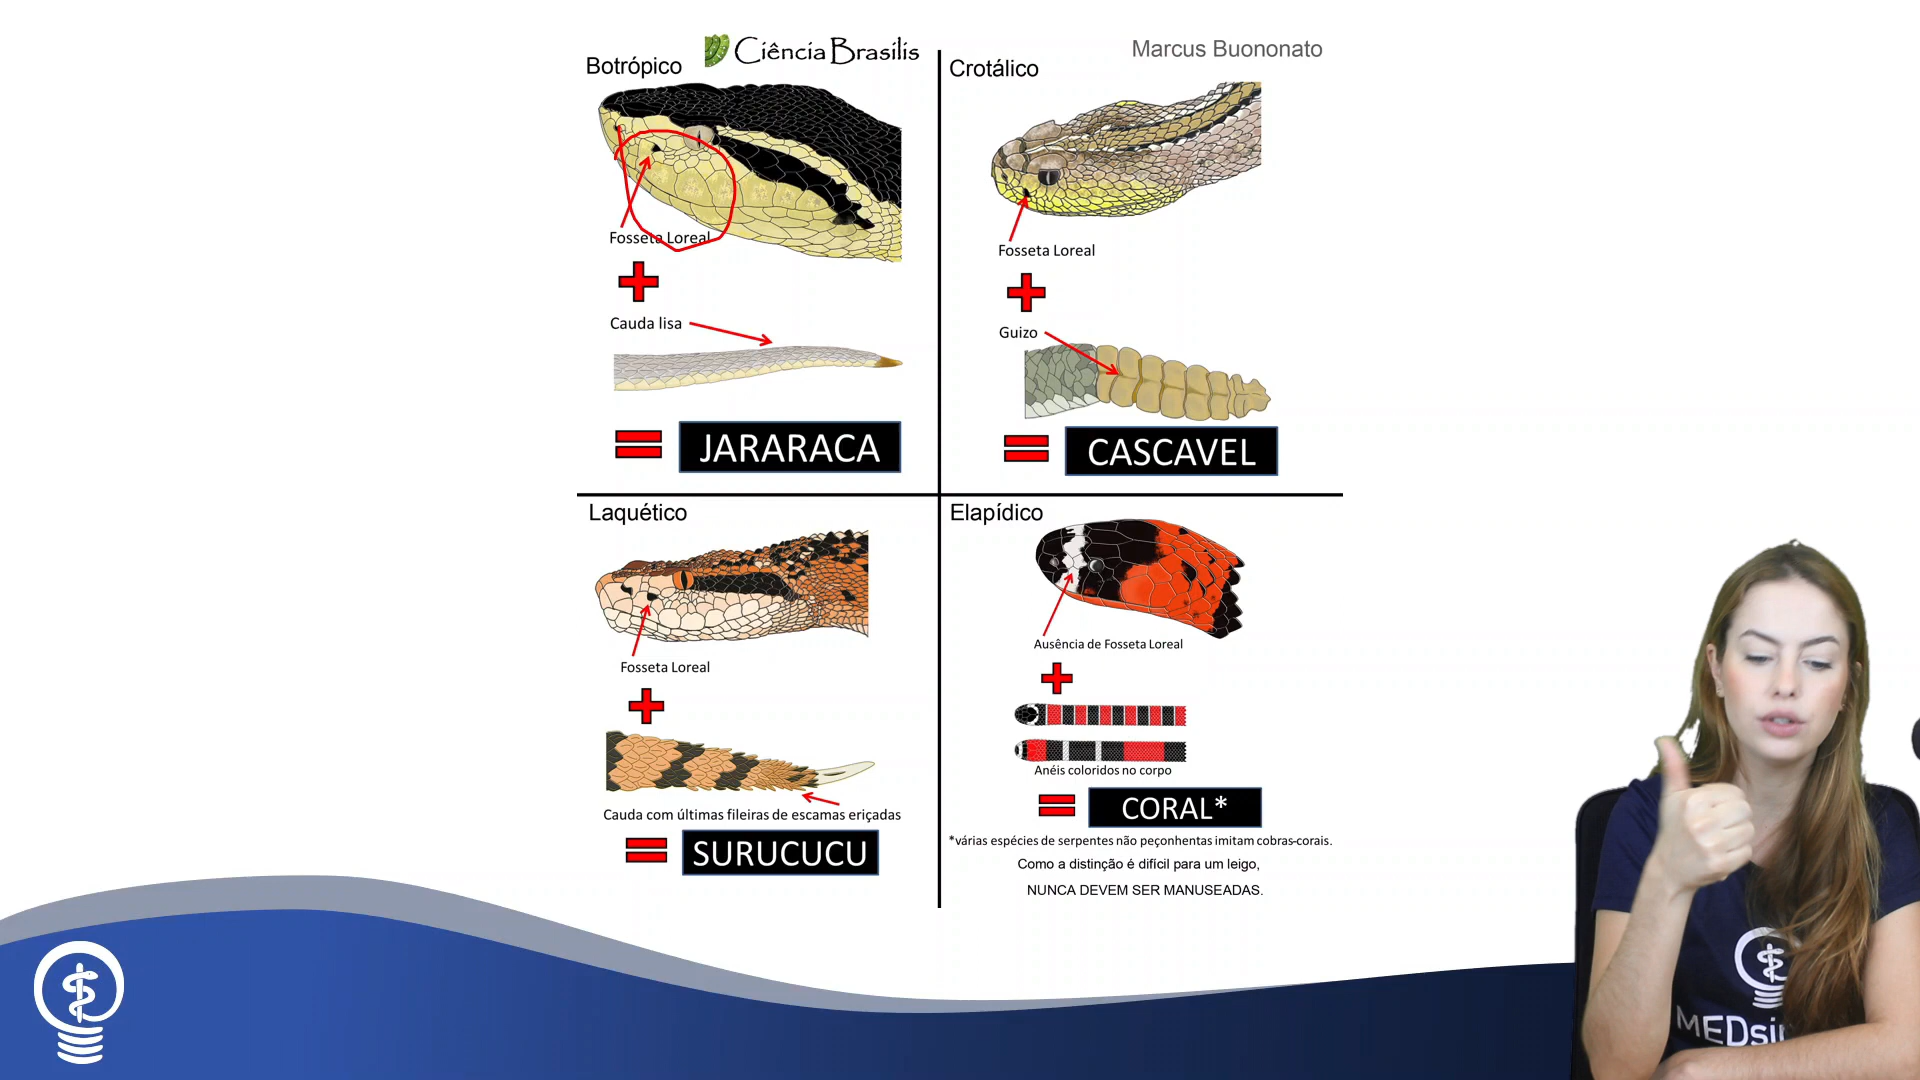 Ciência Brasilis
Marcus Buononato
Botrópico
Fosseta Loreal
Cauda lisa
JARARACA
Crotálico
Fosseta Loreal
Guizo
CASCAVEL
Laquético
Fosseta Loreal
Cauda com últimas fileiras de escamas eriçadas
SURUCUCU
Elapídico
Ausência de Fosseta Loreal
Anéis coloridos no corpo
CORAL*
*várias espécies de serpentes não peçonhentas imitam cobras-corais.
Como a distinção é difícil para um leigo,
NUNCA DEVEM SER MANUSEADAS.